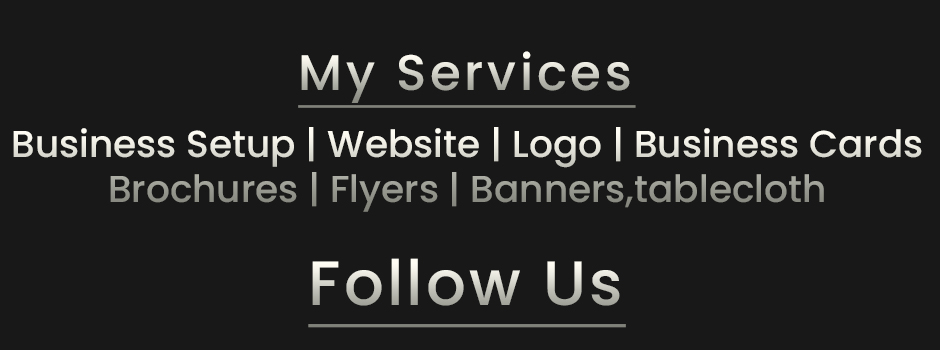 My Services
Business Setup | Website | Logo | Business Cards
Brochures | Flyers | Banners,tablecloth
Follow Us